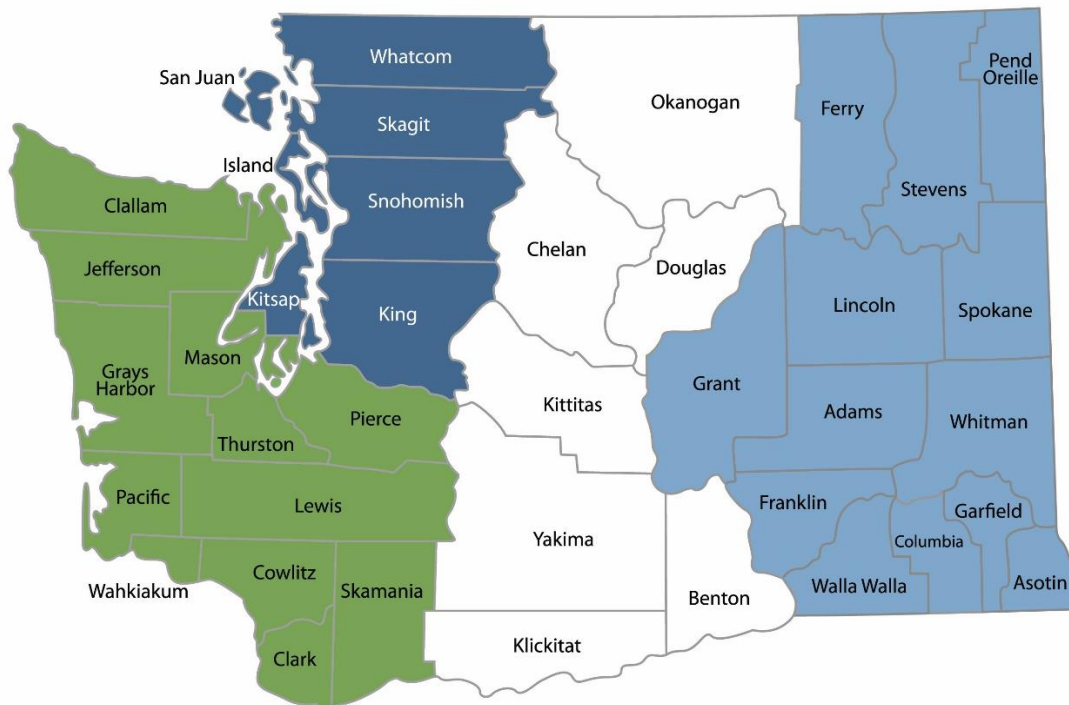 Whatcom
San Juan
Pend
Oreille
Okanogan
Ferry
Skagit
Island
Stevens
Snohomish
Clallam
Chelan
Douglas
Jefferson
Kitsap
King
Lincoln
Spokane
Mason
Grays
Harbor
Grant
Kittitas
Adams
Whitman
Pierce
Thurston
Pacific
Lewis
Franklin
Garfield
Yakima
Columbia
Wahkiakum
Cowlitz
Skamania
Benton
Walla Walla
Asotin
Clark
Klickitat